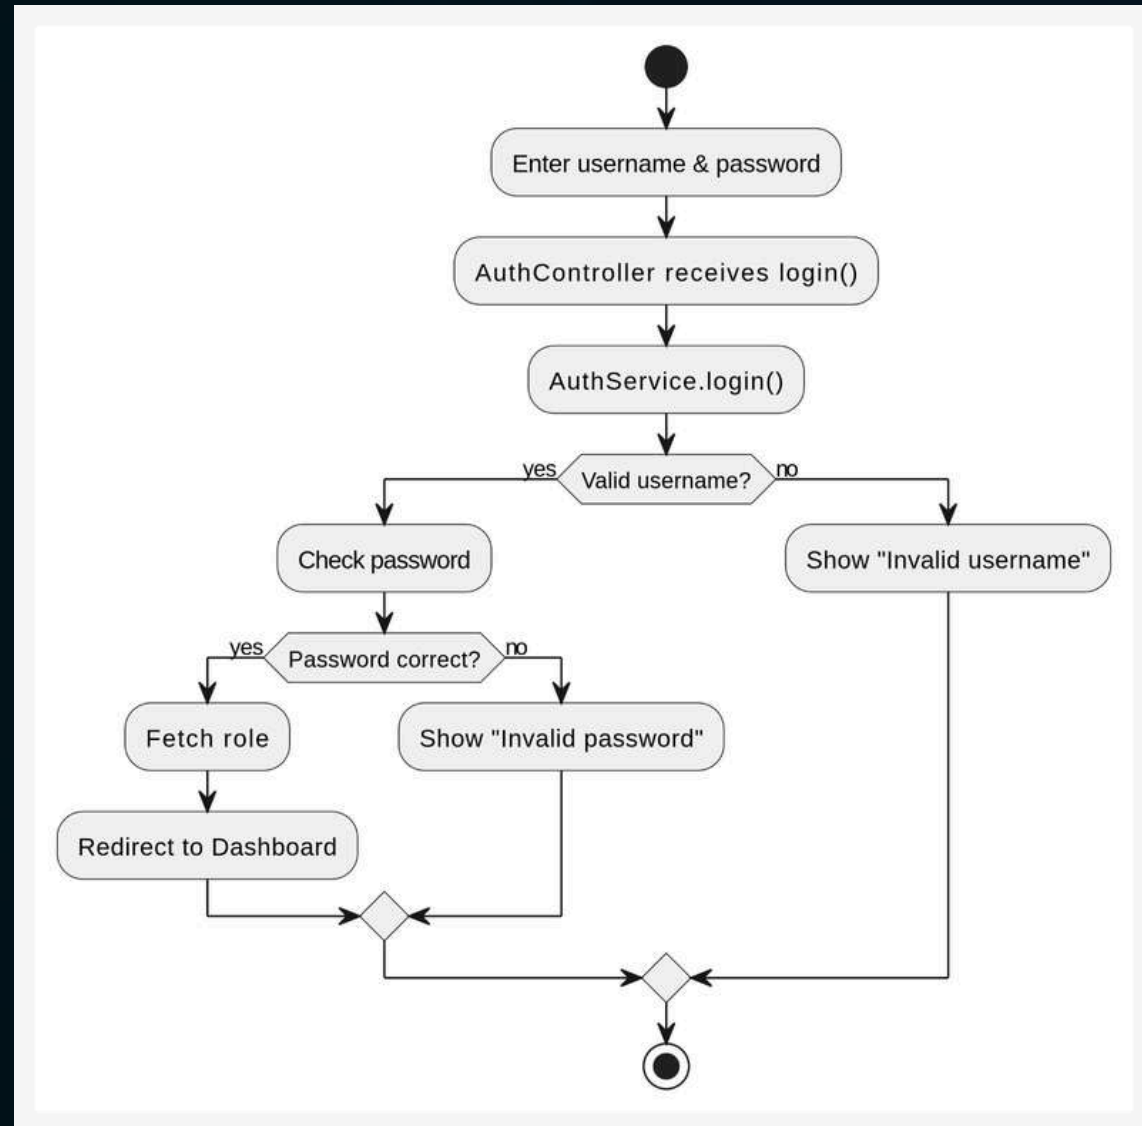 Enter username & password
AuthController receives login()
AuthService.login()
yes
Valid username?
no
Check password
Show "Invalid username"
yes
Password correct?
no
Fetch role
Show "Invalid password"
Redirect to Dashboard